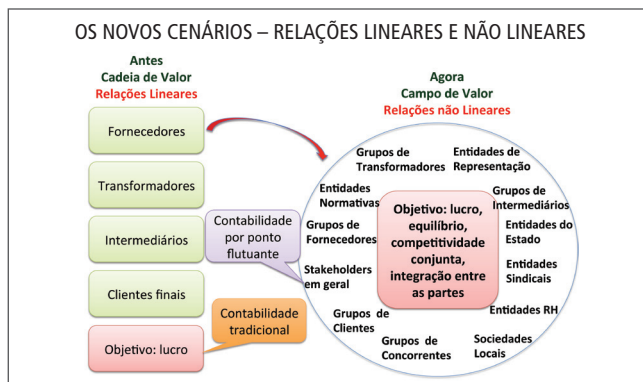 OS NOVOS CENÁRIOS – RELAÇÕES LINEARES E NÃO LINEARES
Antes
Cadeia de Valor
Relações Lineares
Fornecedores
Transformadores
Intermediários
Clientes finais
Objetivo: lucro
Contabilidade
por ponto
flutuante
Contabilidade
tradicional
Agora
Campo de Valor
Relações não Lineares
Grupos de
Transformadores
Entidades de
Representação
Entidades
Normativas
Grupos de
Intermediários
Grupos de
Fornecedores
Entidades do
Estado
Stakeholders
em geral
Entidades
Sindicais
Grupos de
Clientes
Entidades RH
Grupos de
Concorrentes
Sociedades
Locais
Objetivo: lucro,
equilíbrio,
competitividade
conjunta,
integração entre
as partes